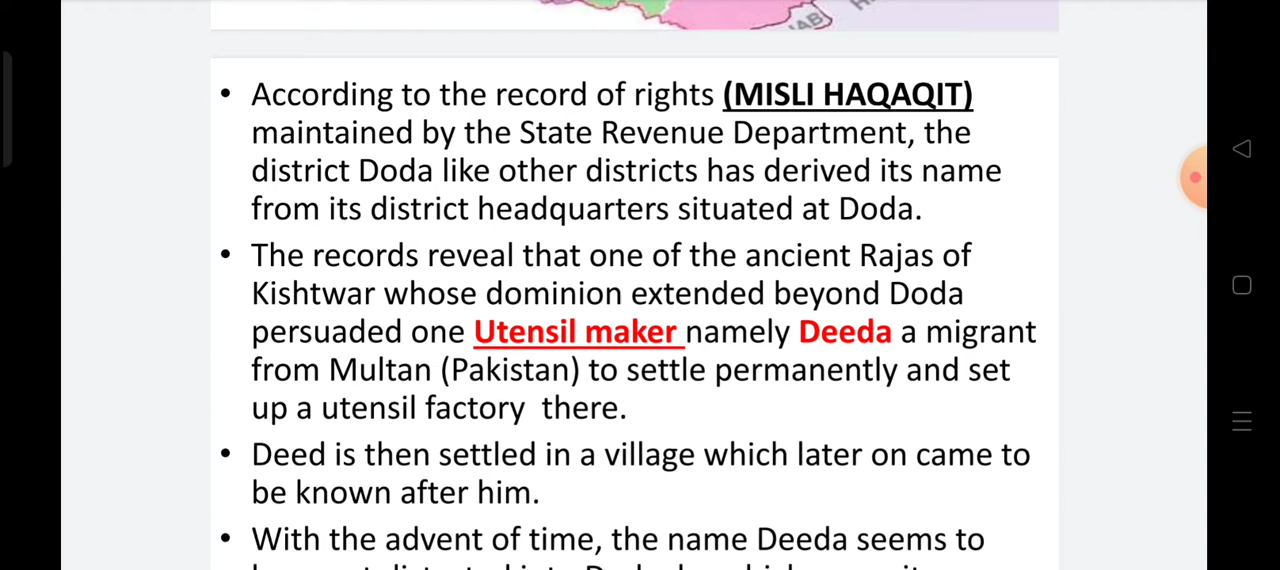 • According to the record of rights (MISLI HAQAQIT)
maintained by the State Revenue Department, the
district Doda like other districts has derived its name
from its district headquarters situated at Doda.
• The records reveal that one of the ancient Rajas of
Kishtwar whose dominion extended beyond Doda
persuaded one Utensil maker namely Deeda a migrant
from Multan (Pakistan) to settle permanently and set
up a utensil factory there.
• Deed is then settled in a village which later on came to
be known after him.
• With the advent of time, the name Deeda seems to